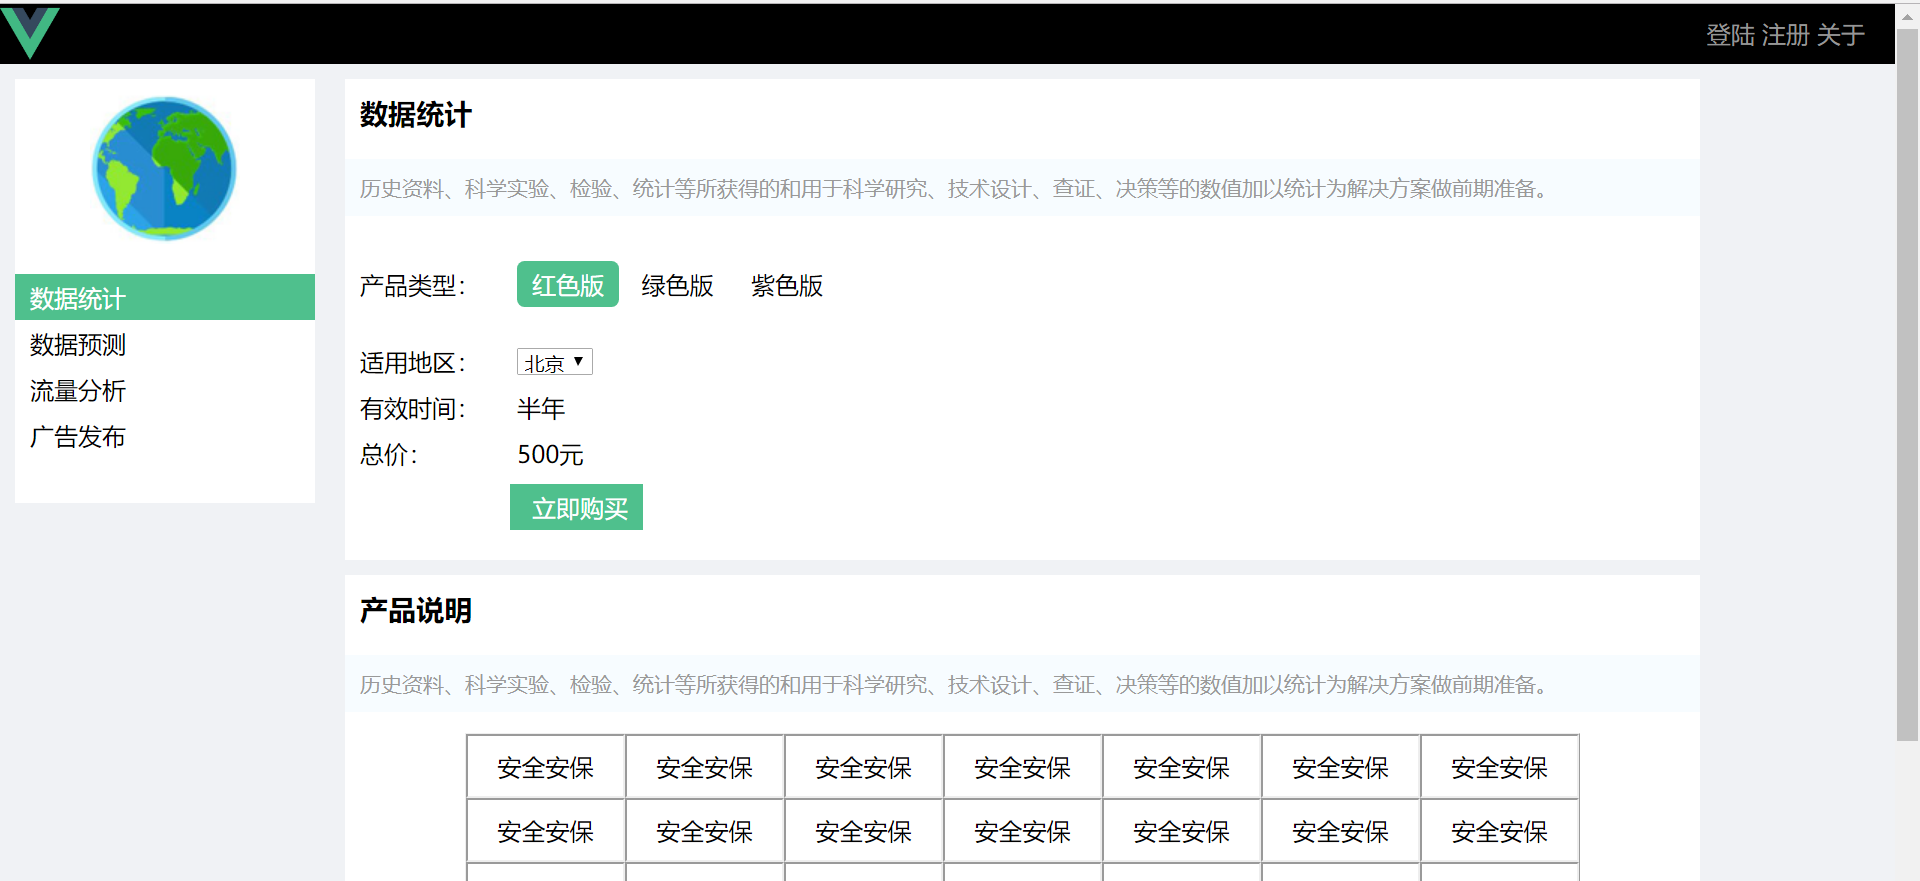 登陆 注册 关于
数据统计
数据预测
流量分析
广告发布
数据统计
历史资料、科学实验、检验、统计等所获得的和用于科学研究、技术设计、查证、决策等的数值加以统计为解决方案做前期准备。
产品类型： 红色版 绿色版 紫色版
适用地区： 北京
有效时间： 半年
总价： 500元
立即购买
产品说明
历史资料、科学实验、检验、统计等所获得的和用于科学研究、技术设计、查证、决策等的数值加以统计为解决方案做前期准备。
安全安保 安全安保 安全安保 安全安保 安全安保 安全安保 安全安保
安全安保 安全安保 安全安保 安全安保 安全安保 安全安保 安全安保